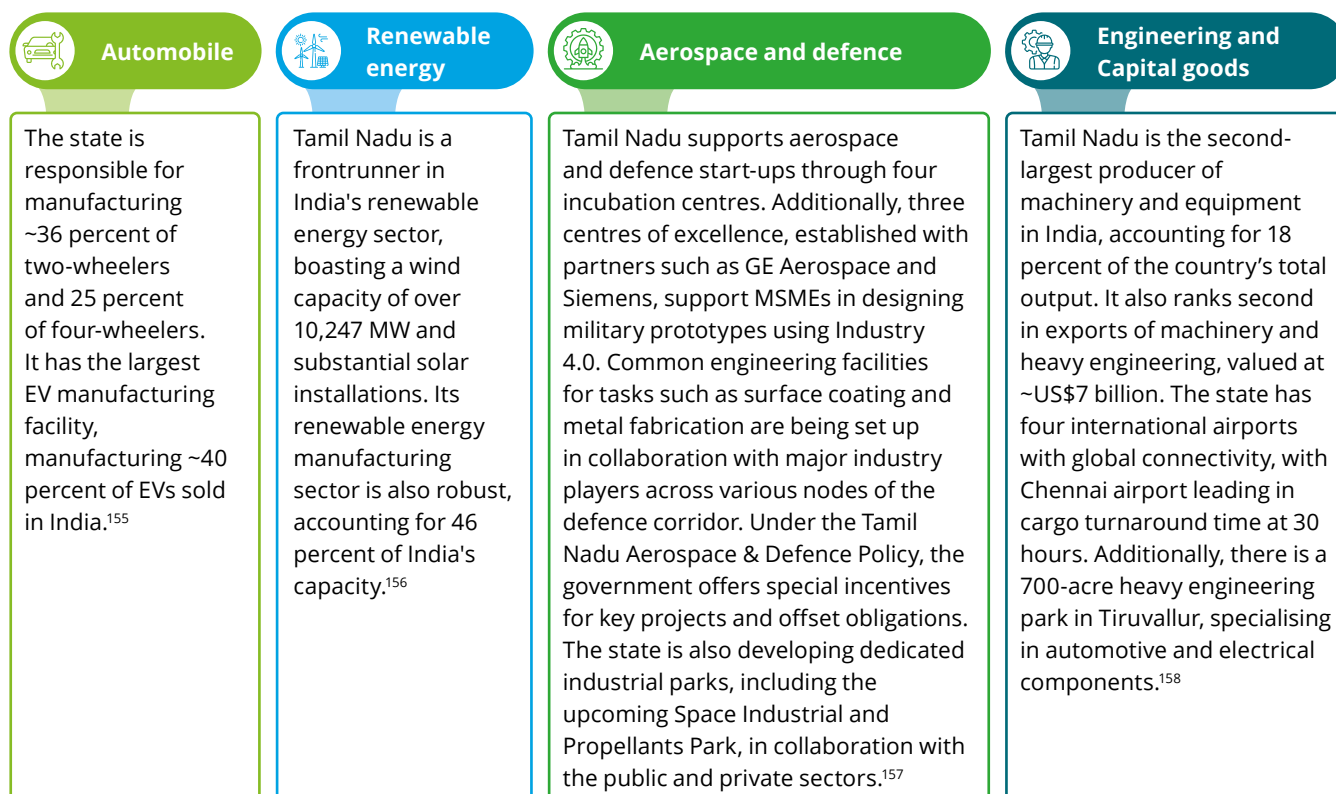 Automobile
The state is
responsible for
manufacturing
~36 percent of
two-wheelers
and 25 percent
of four-wheelers.
It has the largest
EV manufacturing
facility,
manufacturing ~40
percent of EVs sold
in India.155
Renewable
energy
Tamil Nadu is a
frontrunner in
India's renewable
energy sector,
boasting a wind
capacity of over
10,247 MW and
substantial solar
installations. Its
renewable energy
manufacturing
sector is also robust,
accounting for 46
percent of India's
capacity.156
Aerospace and defence
Tamil Nadu supports aerospace
and defence start-ups through four
incubation centres. Additionally, three
centres of excellence, established with
partners such as GE Aerospace and
Siemens, support MSMEs in designing
military prototypes using Industry
4.0. Common engineering facilities
for tasks such as surface coating and
metal fabrication are being set up
in collaboration with major industry
players across various nodes of the
defence corridor. Under the Tamil
Nadu Aerospace & Defence Policy, the
government offers special incentives
for key projects and offset obligations.
The state is also developing dedicated
industrial parks, including the
upcoming Space Industrial and
Propellants Park, in collaboration with
the public and private sectors.157
Engineering and
Capital goods
Tamil Nadu is the second-
largest producer of
machinery and equipment
in India, accounting for 18
percent of the country’s total
output. It also ranks second
in exports of machinery and
heavy engineering, valued at
~US$7 billion. The state has
four international airports
with global connectivity, with
Chennai airport leading in
cargo turnaround time at 30
hours. Additionally, there is a
700-acre heavy engineering
park in Tiruvallur, specialising
in automotive and electrical
components.158